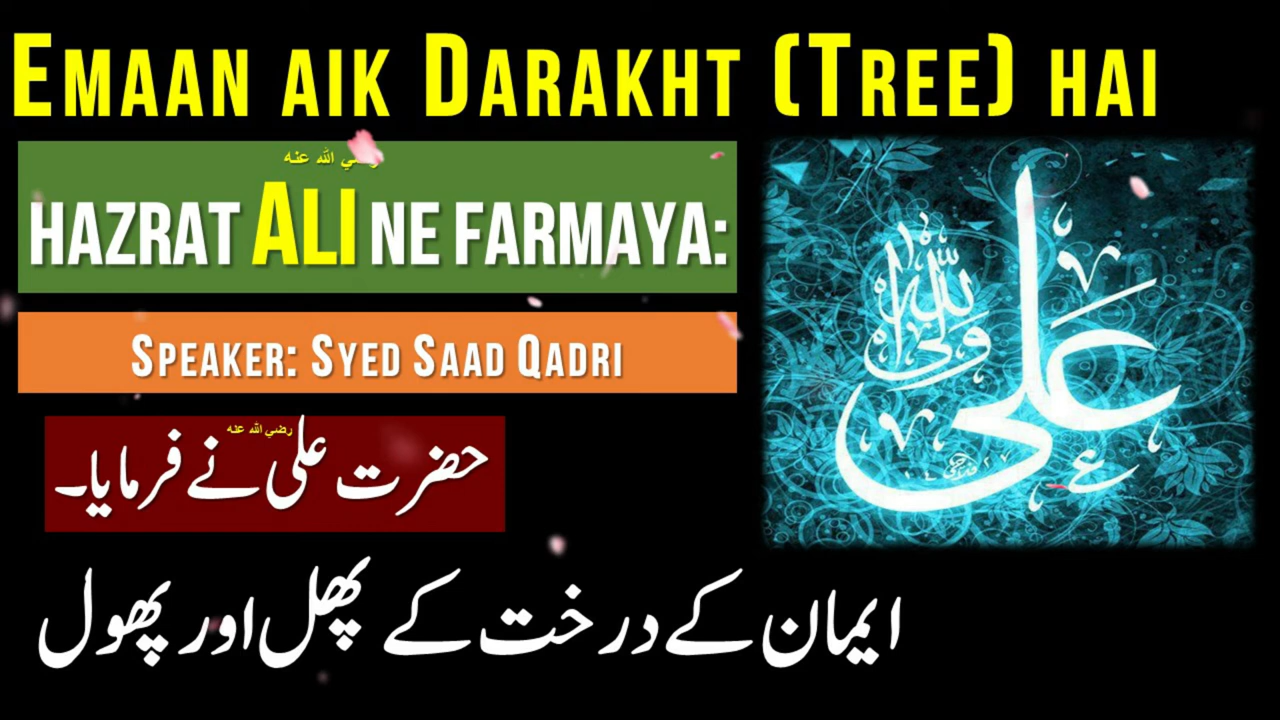 EMAAN AIK DARAKHT (TREE) HAI
رضي الله عنه
HAZRAT ALI NE FARMAYA:
SPEAKER: SYED SAAD QADRI
رضي الله عنه
حضرت علی نے فرمایا۔
ایمان کے درخت کے پھل اور پھول
علی
ولی الله